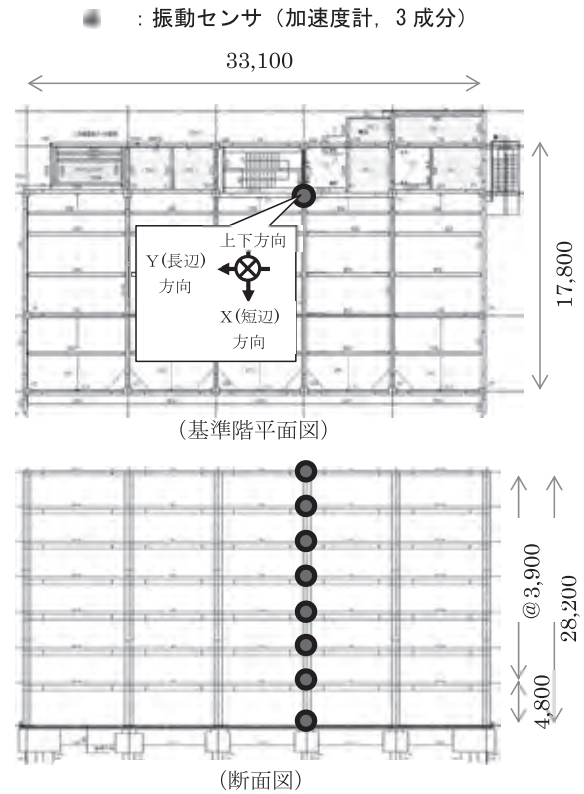 ：振動センサ（加速度計，3成分）
33,100
17,800
上下方向
Y(長辺)
方向
X(短辺)
方向
(基準階平面図)
@3,900
28,200
4,800
(断面図)